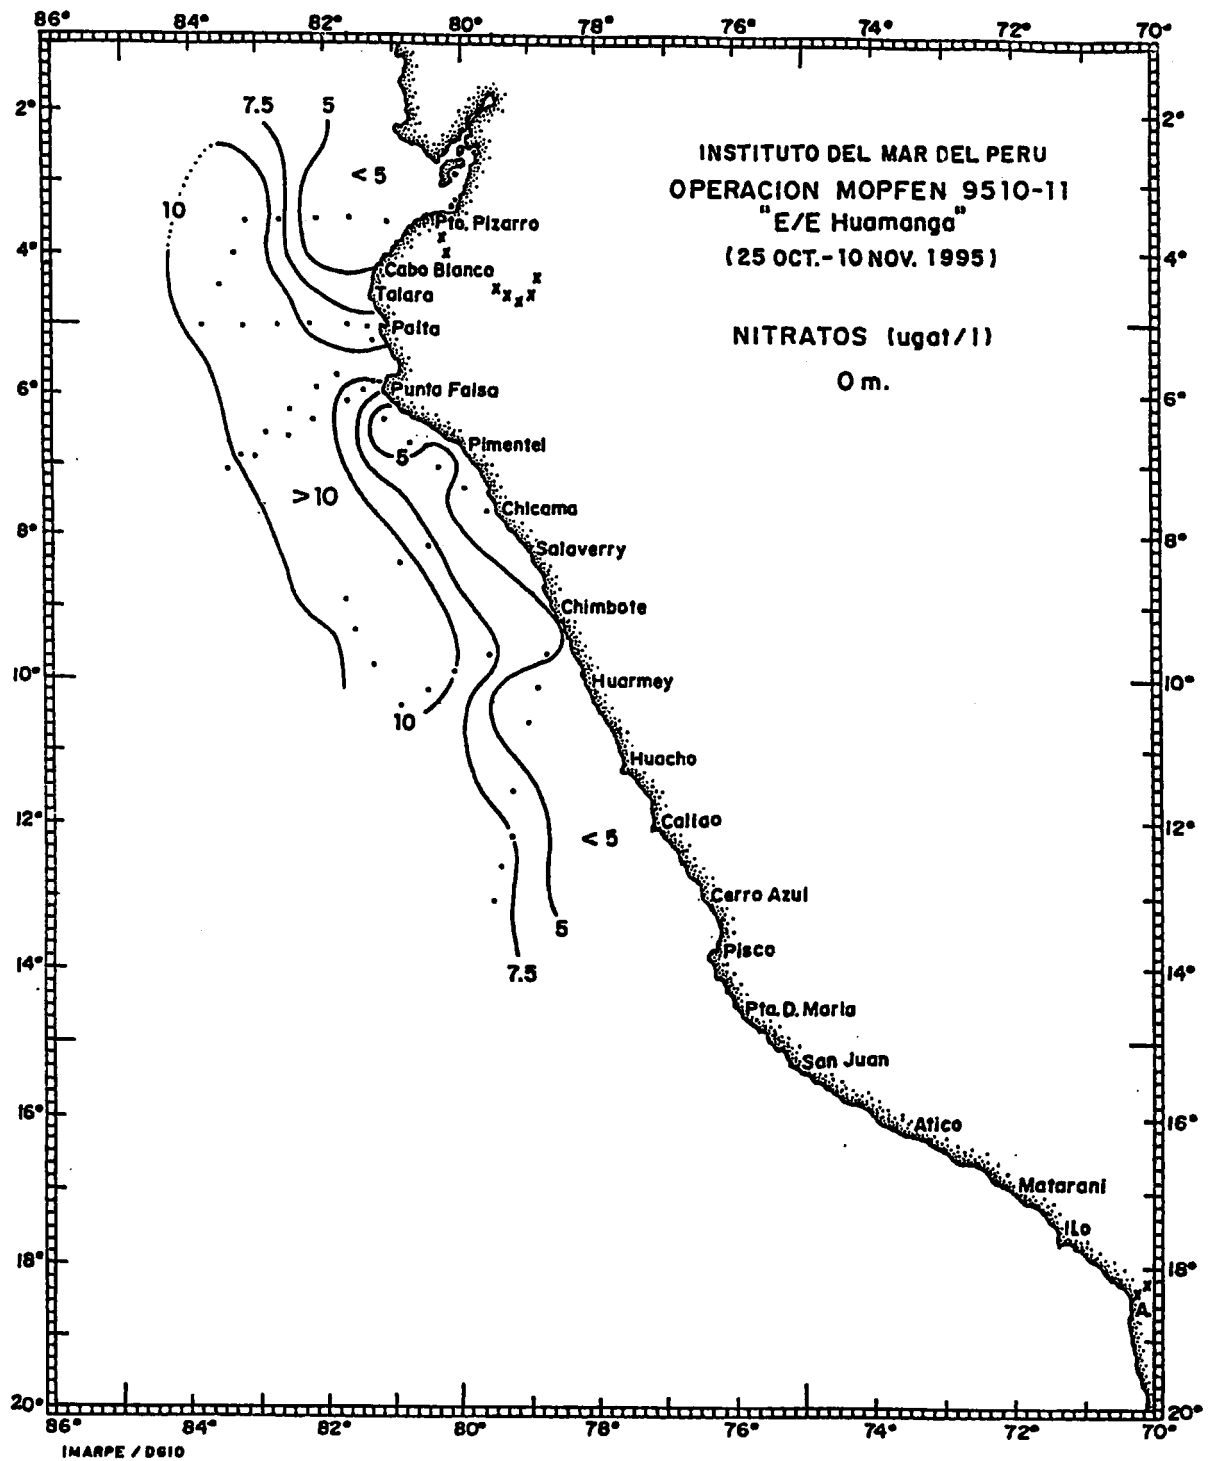 86° 84° 82° 80° 78° 76° 74° 72° 70°
7.5 5
2° 2°
INSTITUTO DEL MAR DEL PERU
<5
OPERACION MOPFEN 9510-11
10
"E/E Huamanga"
Pto. Pizarro
4° (25 OCT.-10 NOV. 1995) 4°
Cabo Blanco
Talara
Paita
NITRATOS (ugat/l)
0 m.
6° Punta Falsa 6°
Pimentel
5
>10
Chicama
8° 8°
Salaverry
Chimbote
10° Huarmey 10°
10
Huacho
12° Callao 12°
<5
Cerro Azul
5
Pisco
14° 7.5 14°
Pta. D. Maria
San Juan
16° Atico 16°
Matarani
ILo
18° 18°
A.
20° 20°
86° 84° 82° 80° 78° 76° 74° 72° 70°
IMARPE / DGIO